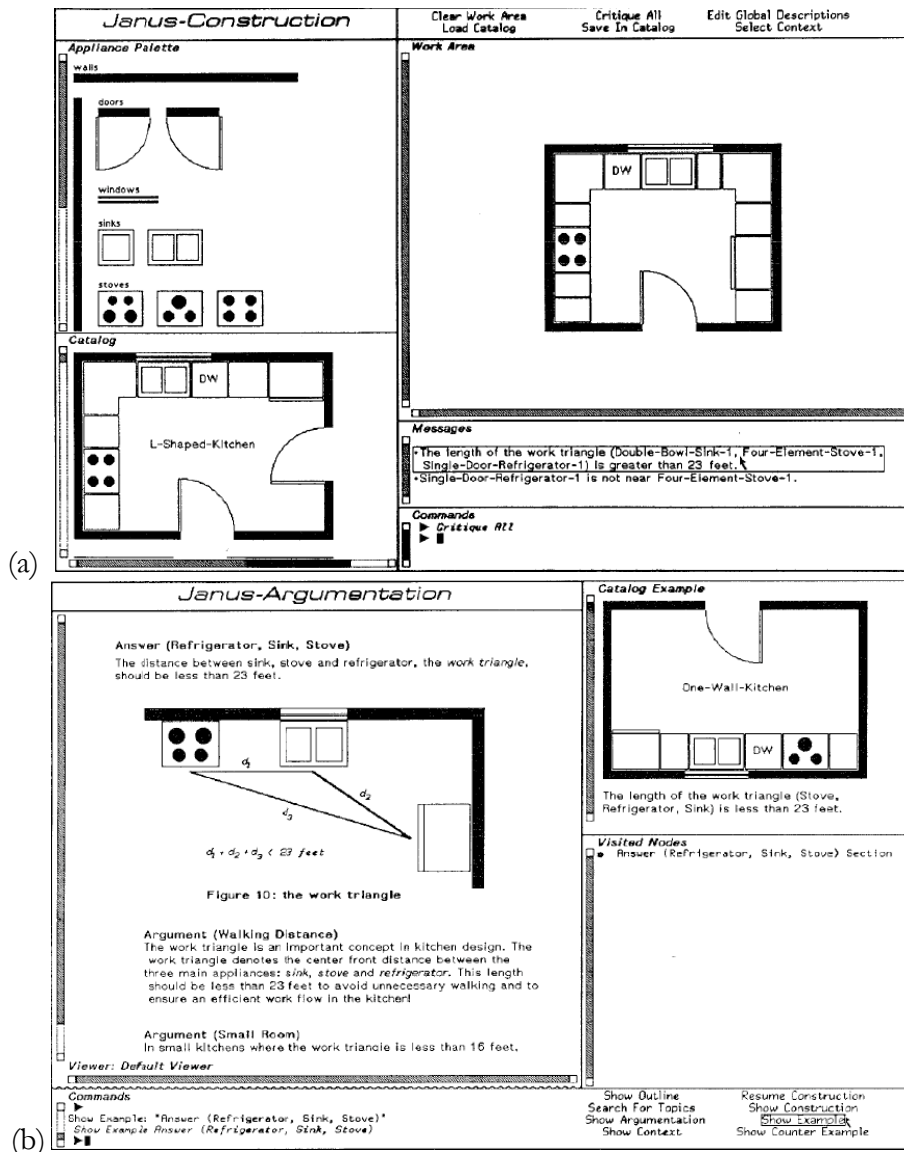 Janus-Construction
Clear Work Area
Critique All
Edit Global Descriptions
Load Catalog
Save In Catalog
Select Context
Appliance Palette
walls
doors
windows
sinks
stoves
Work Area
DW
Catalog
DW
L-Shaped-Kitchen
Messages
•The length of the work triangle (Double-Bowl-Sink-1, Four-Element-Stove-1,
Single-Door-Refrigerator-1) is greater than 23 feet.
•Single-Door-Refrigerator-1 is not near Four-Element-Stove-1.
Commands
Critique All
(a)
Janus-Argumentation
Answer (Refrigerator, Sink, Stove)
The distance between sink, stove and refrigerator, the work triangle,
should be less than 23 feet.
d1
d2
d3
d1 + d2 + d3 < 23 feet
Figure 10: the work triangle
Argument (Walking Distance)
The work triangle is an important concept in kitchen design. The
work triangle denotes the center front distance between the
three main appliances: sink, stove and refrigerator. This length
should be less than 23 feet to avoid unnecessary walking and to
ensure an efficient work flow in the kitchen!
Argument (Small Room)
In small kitchens where the work triangle is less than 16 feet.
Viewer: Default Viewer
Catalog Example
One-Wall-Kitchen
DW
The length of the work triangle (Stove,
Refrigerator, Sink) is less than 23 feet.
Visited Nodes
• Answer (Refrigerator, Sink, Stove) Section
Commands
Show Example: "Answer (Refrigerator, Sink, Stove)"
Show Example Answer (Refrigerator, Sink, Stove)
Show Outline
Resume Construction
Search For Topics
Show Construction
Show Argumentation
Show Example
Show Context
Show Counter Example
(b)